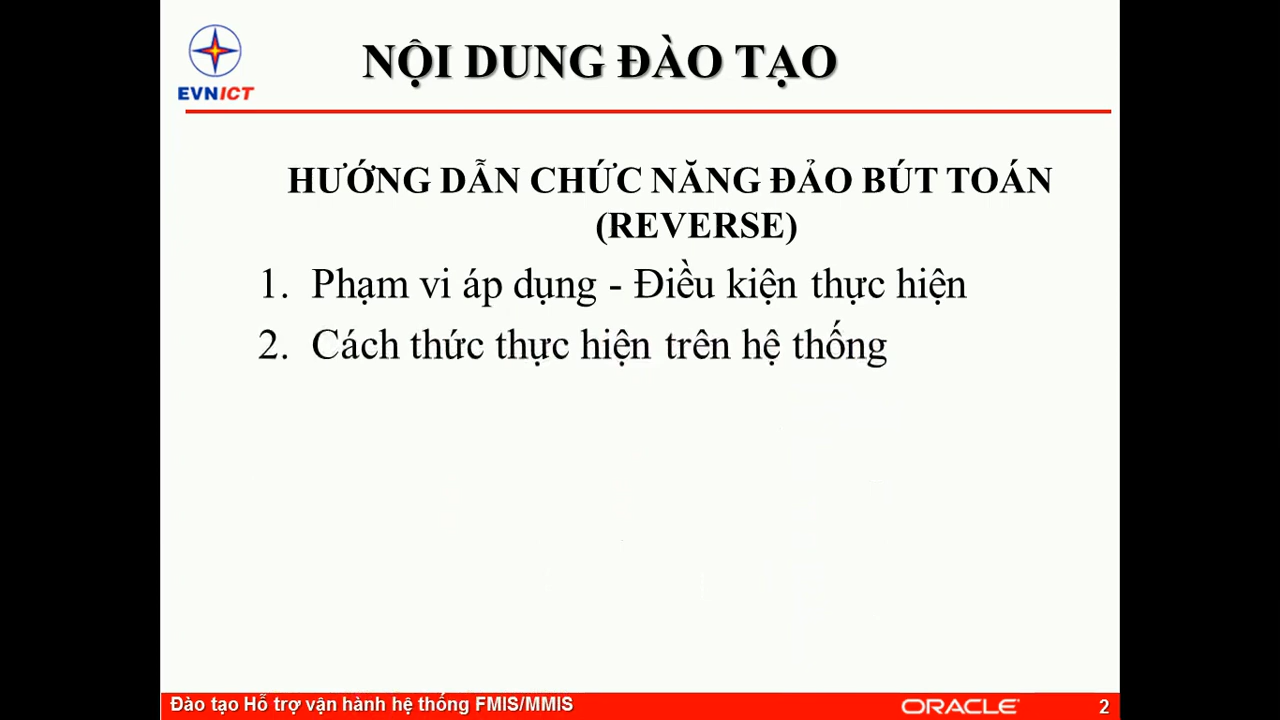 NỘI DUNG ĐÀO TẠO
EVNICT
HƯỚNG DẪN CHỨC NĂNG ĐẢO BÚT TOÁN
(REVERSE)
1. Phạm vi áp dụng - Điều kiện thực hiện
2. Cách thức thực hiện trên hệ thống
Đào tạo Hỗ trợ vận hành hệ thống FMIS/MMIS
ORACLE
2